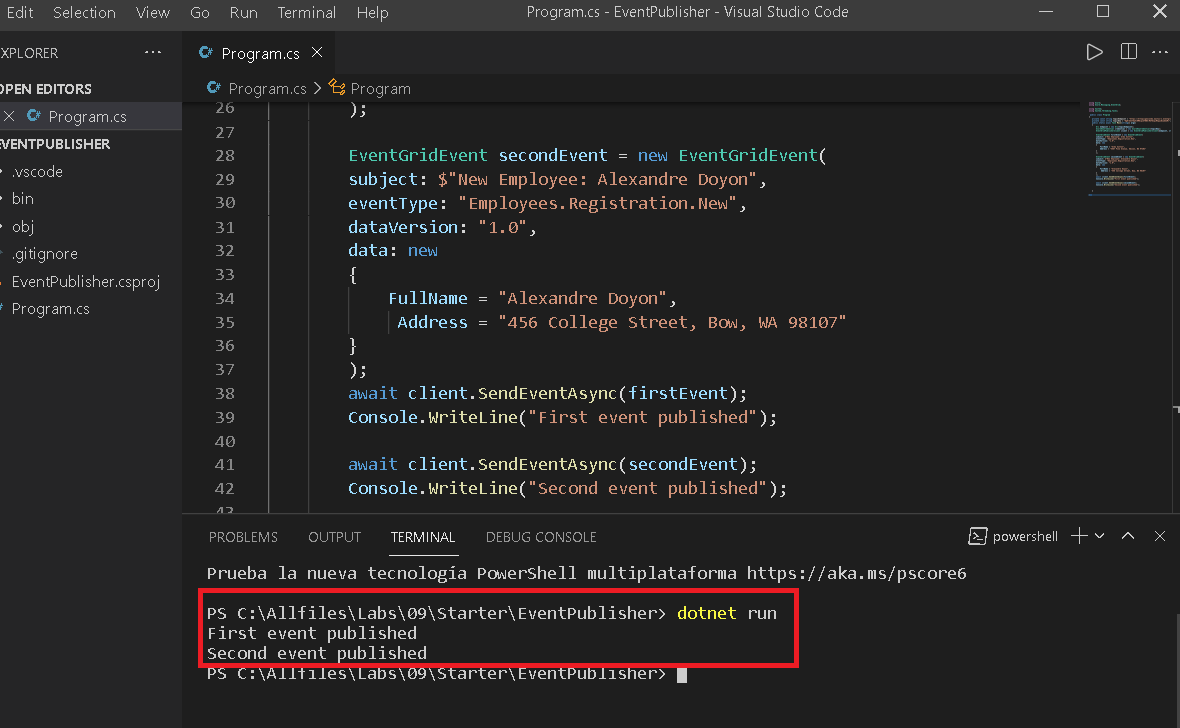 Edit Selection View Go Run Terminal Help Program.cs - EventPublisher - Visual Studio Code
XPLORER ···
Program.cs
OPEN EDITORS
Program.cs > Program
Program.cs
EVENTPUBLISHER
.vscode
bin
obj
.gitignore
EventPublisher.csproj
Program.cs
26 );
27
28 EventGridEvent secondEvent = new EventGridEvent(
29 subject: $"New Employee: Alexandre Doyon",
30 eventType: "Employees.Registration.New",
31 dataVersion: "1.0",
32 data: new
33 {
34 FullName = "Alexandre Doyon",
35 Address = "456 College Street, Bow, WA 98107"
36 }
37 );
38 await client.SendEventAsync(firstEvent);
39 Console.WriteLine("First event published");
40
41 await client.SendEventAsync(secondEvent);
42 Console.WriteLine("Second event published");
43
PROBLEMS OUTPUT TERMINAL DEBUG CONSOLE powershell
Prueba la nueva tecnología PowerShell multiplataforma https://aka.ms/pscore6
PS C:\Allfiles\Labs\09\Starter\EventPublisher> dotnet run
First event published
Second event published
PS C:\Allfiles\Labs\09\Starter\EventPublisher>